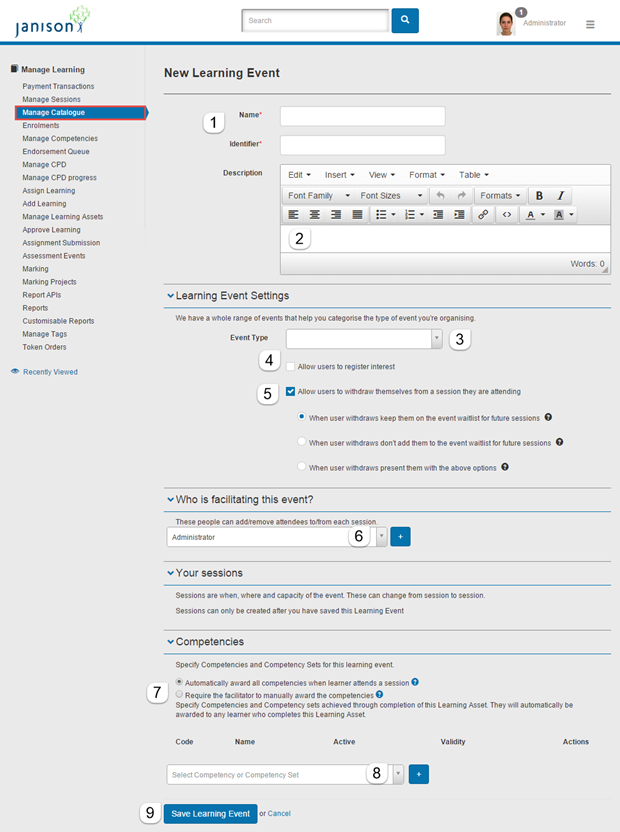 janison
Search
1
Administrator
Manage Learning
Payment Transactions
Manage Sessions
Manage Catalogue
Enrolments
Manage Competencies
Endorsement Queue
Manage CPD
Manage CPD progress
Assign Learning
Add Learning
Manage Learning Assets
Approve Learning
Assignment Submission
Assessment Events
Marking
Marking Projects
Report APIs
Reports
Customisable Reports
Manage Tags
Token Orders
Recently Viewed
New Learning Event
1
Name*
Identifier*
Description
Edit Insert View Format Table
Font Family Font Sizes Formats B I
A A
2
Words: 0
Learning Event Settings
We have a whole range of events that help you categorise the type of event you're organising.
Event Type
3
4
Allow users to register interest
5
Allow users to withdraw themselves from a session they are attending
When user withdraws keep them on the event waitlist for future sessions ?
When user withdraws don't add them to the event waitlist for future sessions ?
When user withdraws present them with the above options ?
Who is facilitating this event?
These people can add/remove attendees to/from each session.
Administrator 6 +
Your sessions
Sessions are when, where and capacity of the event. These can change from session to session.
Sessions can only be created after you have saved this Learning Event
Competencies
Specify Competencies and Competency Sets for this learning event.
7
Automatically award all competencies when learner attends a session ?
Require the facilitator to manually award the competencies ?
Specify Competencies and Competency sets achieved through completion of this Learning Asset. They will automatically be
awarded to any learner who completes this Learning Asset.
Code Name Active Validity Actions
Select Competency or Competency Set 8 +
9 Save Learning Event or Cancel